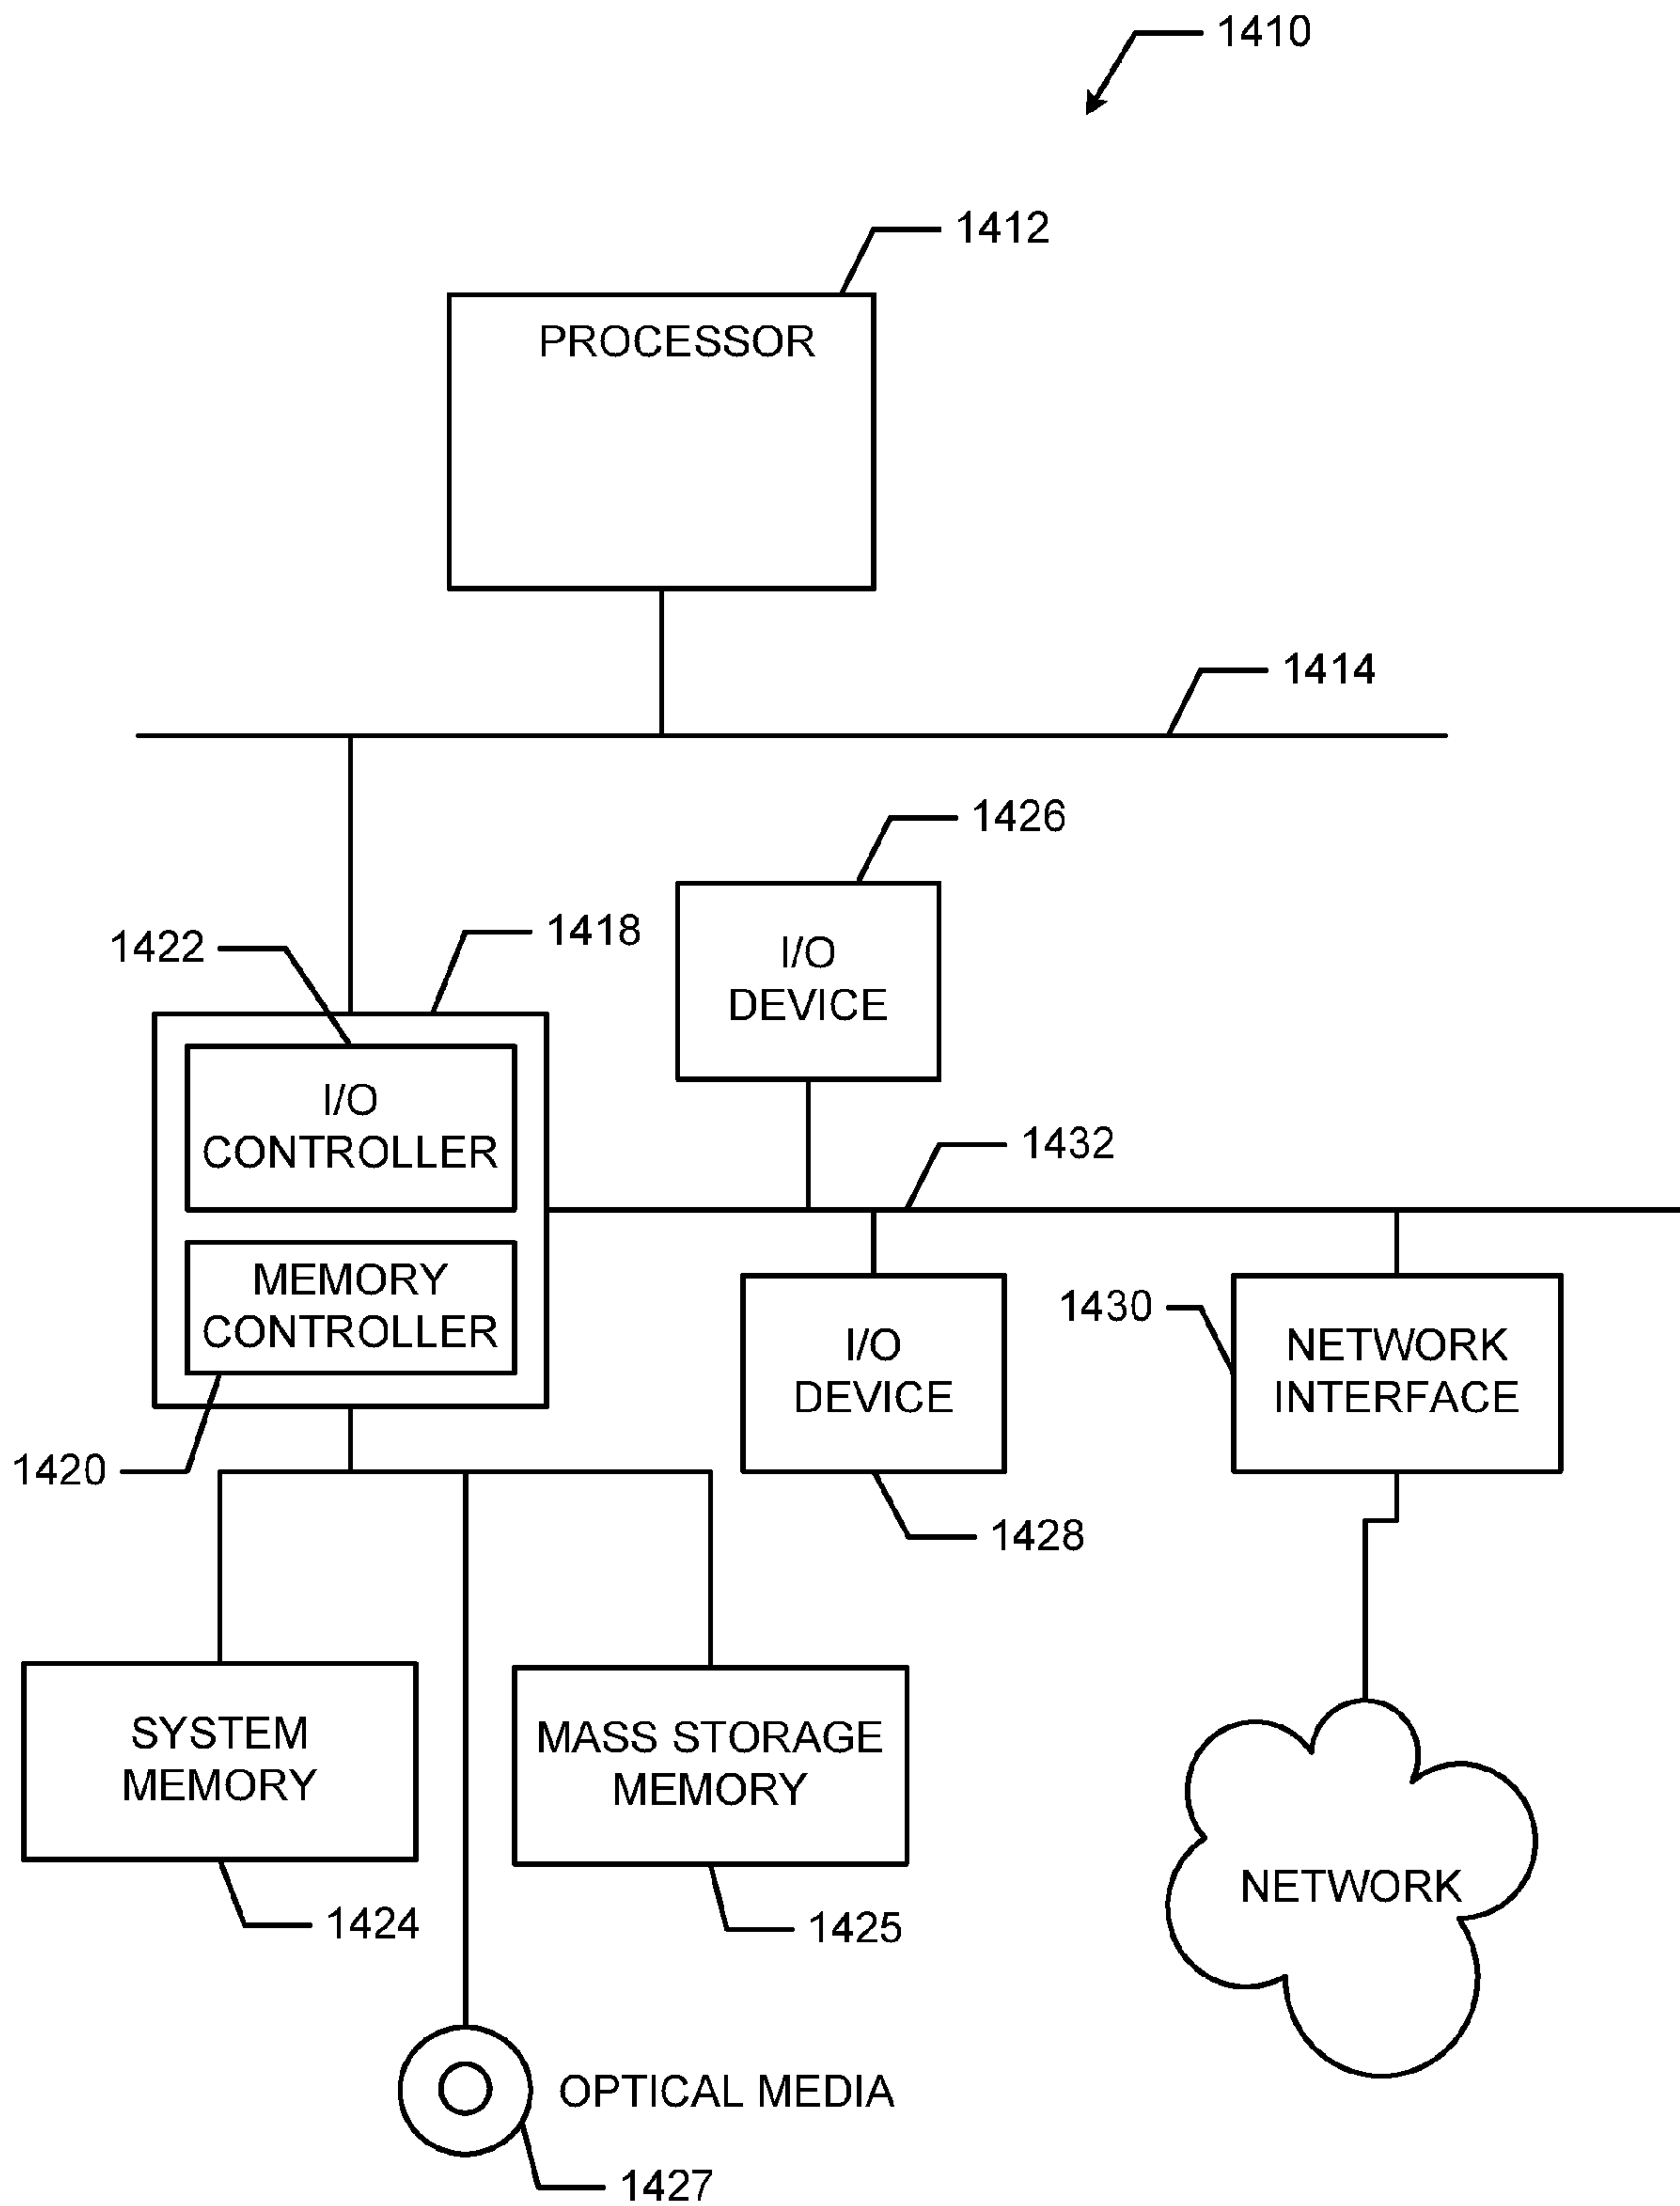 1410
1412
PROCESSOR
1414
1426
1422
1418
I/O
DEVICE
I/O
CONTROLLER
1432
MEMORY
CONTROLLER
1430
I/O
DEVICE
NETWORK
INTERFACE
1420
1428
SYSTEM
MEMORY
MASS STORAGE
MEMORY
NETWORK
1424
1425
OPTICAL MEDIA
1427